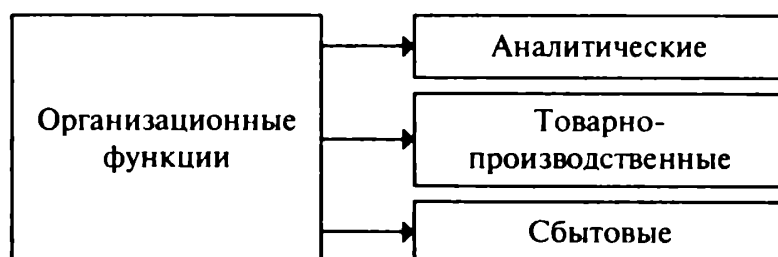 Организационные
функции
Аналитические
Товарно-
производственные
Сбытовые